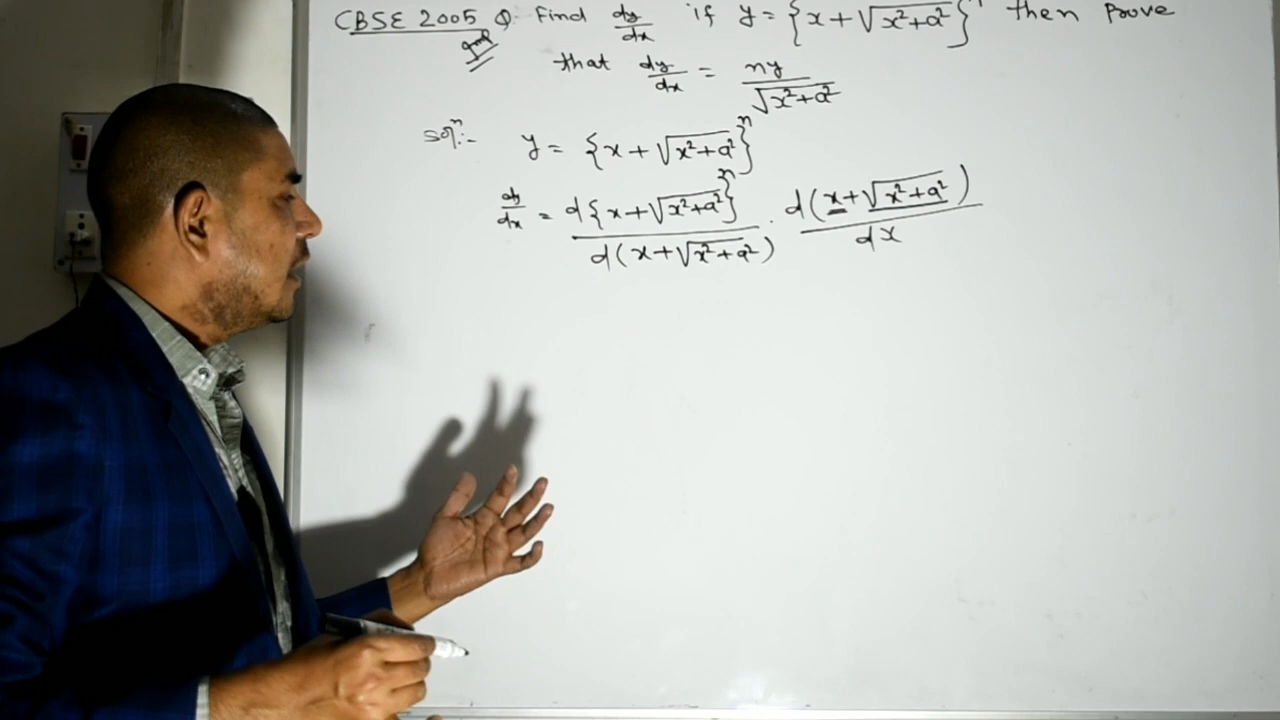 CBSE 2005 Q. Find dy/dx if y = {x + √x²+a²}ⁿ then Prove
that dy/dx = ny/√x²+a²
solⁿ:- y = {x + √x²+a²}ⁿ
dy/dx = d{x + √x²+a²}ⁿ/d(x + √x²+a²) . d(x + √x²+a²)/dx